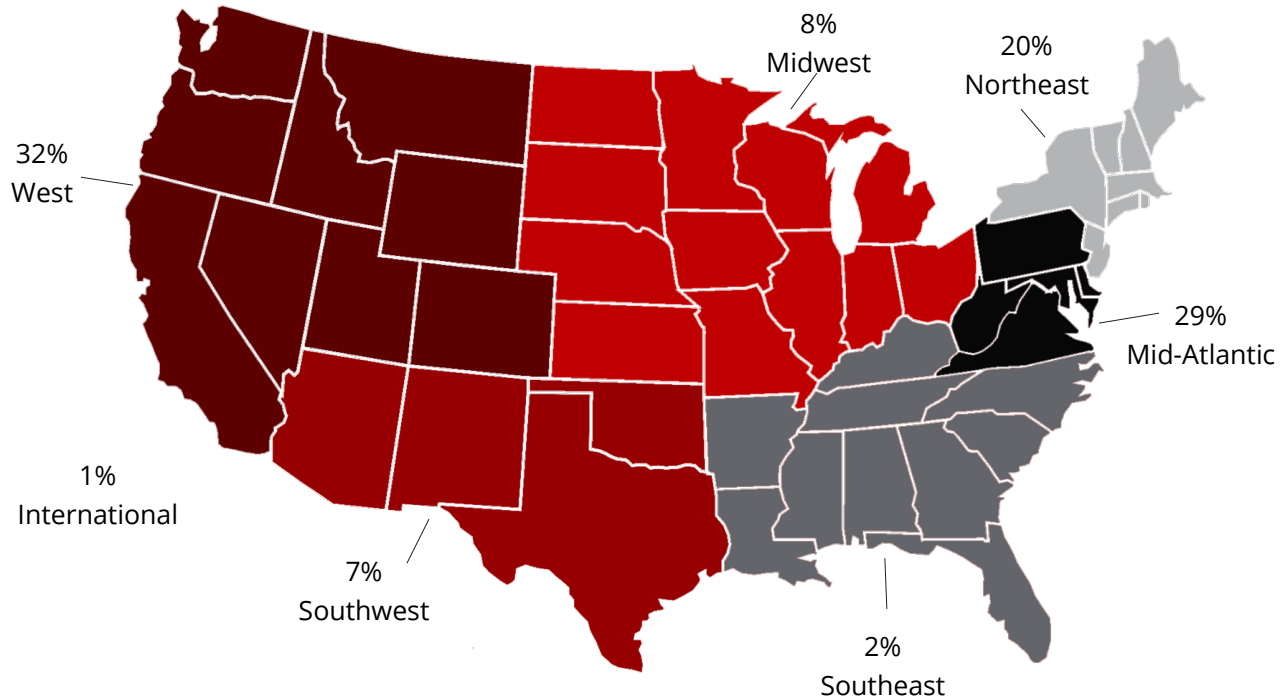 8%
Midwest
20%
Northeast
32%
West
29%
Mid-Atlantic
1%
International
7%
Southwest
2%
Southeast